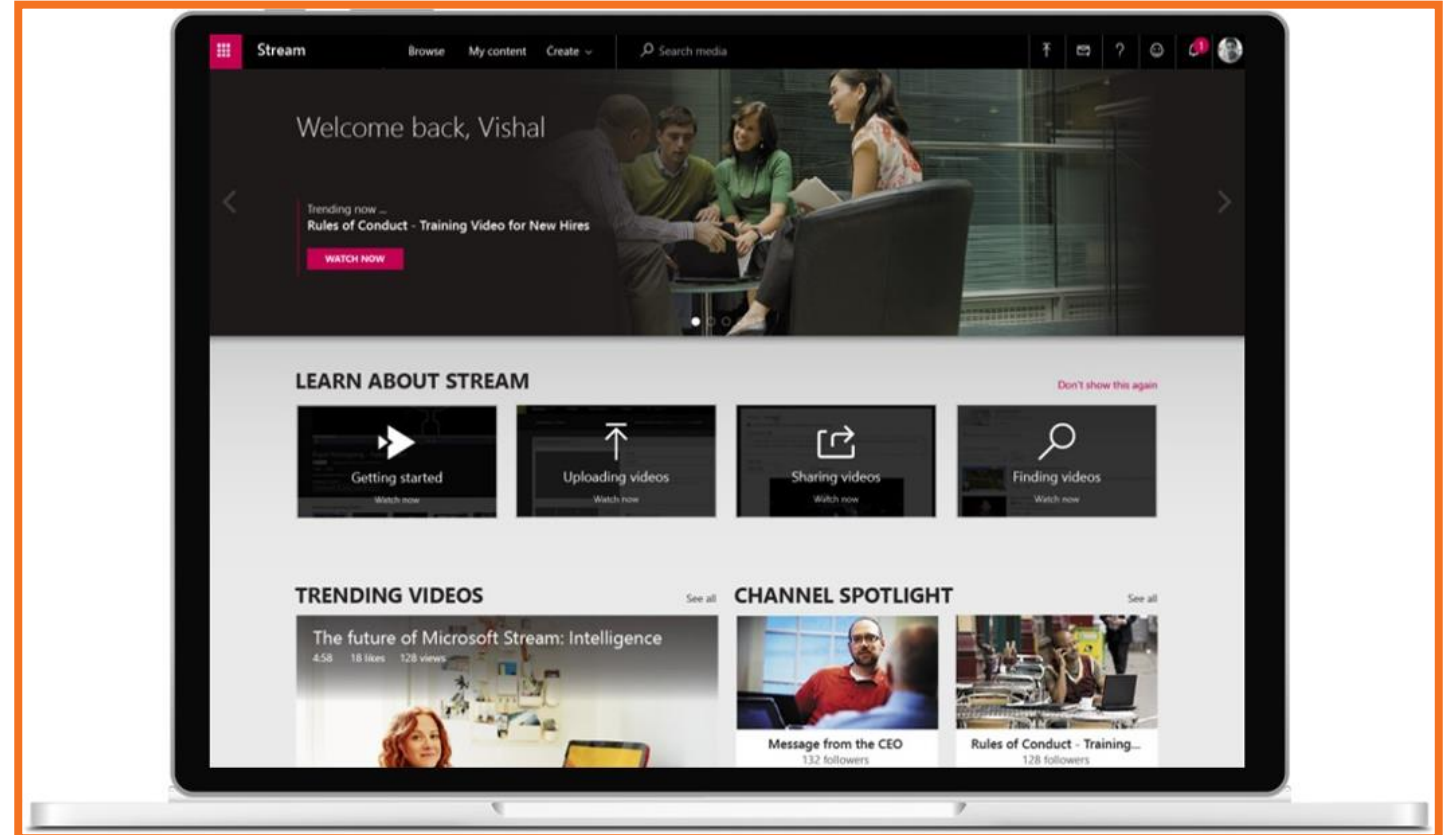 Stream
Browse
My content
Create
Search media
1
Welcome back, Vishal
Trending now ...
Rules of Conduct - Training Video for New Hires
WATCH NOW
LEARN ABOUT STREAM
Don't show this again
Getting started
Watch now
Uploading videos
Watch now
Sharing videos
Watch now
Finding videos
Watch now
TRENDING VIDEOS
See all
The future of Microsoft Stream: Intelligence
4:58 18 likes 128 views
CHANNEL SPOTLIGHT
See all
Message from the CEO
132 followers
Rules of Conduct - Training...
128 followers